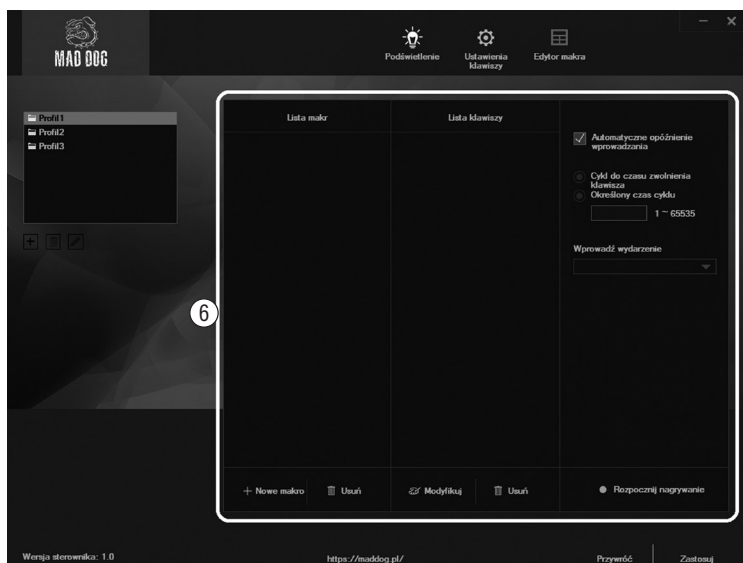 MAD DOG
Podświetlenie
Ustawienia
klawiszy
Edytor makra
Profil1
Profil2
Profil3
Lista makr
Lista klawiszy
Automatyczne opóźnienie
wprowadzania
Cykl do czasu zwolnienia
klawisza
Określony czas cyklu
1 ~ 65535
Wprowadź wydarzenie
6
Nowe makro
Usuń
Modyfikuj
Usuń
Rozpocznij nagrywanie
Wersja sterownika: 1.0
https://maddog.pl/
Przywróć
Zastosuj